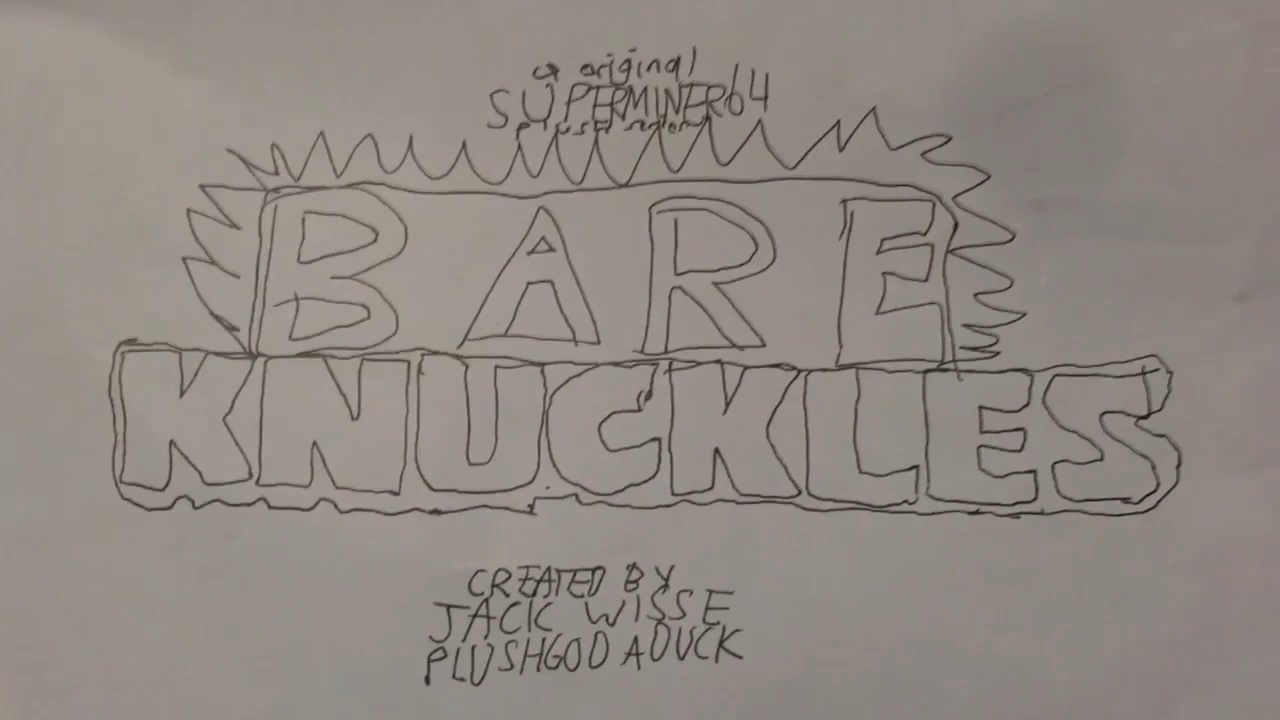 a original
SUPERMINER64
BARE
KNUCKLES
CREATED BY
JACK WISSE
PLUSHGOD ADUCK